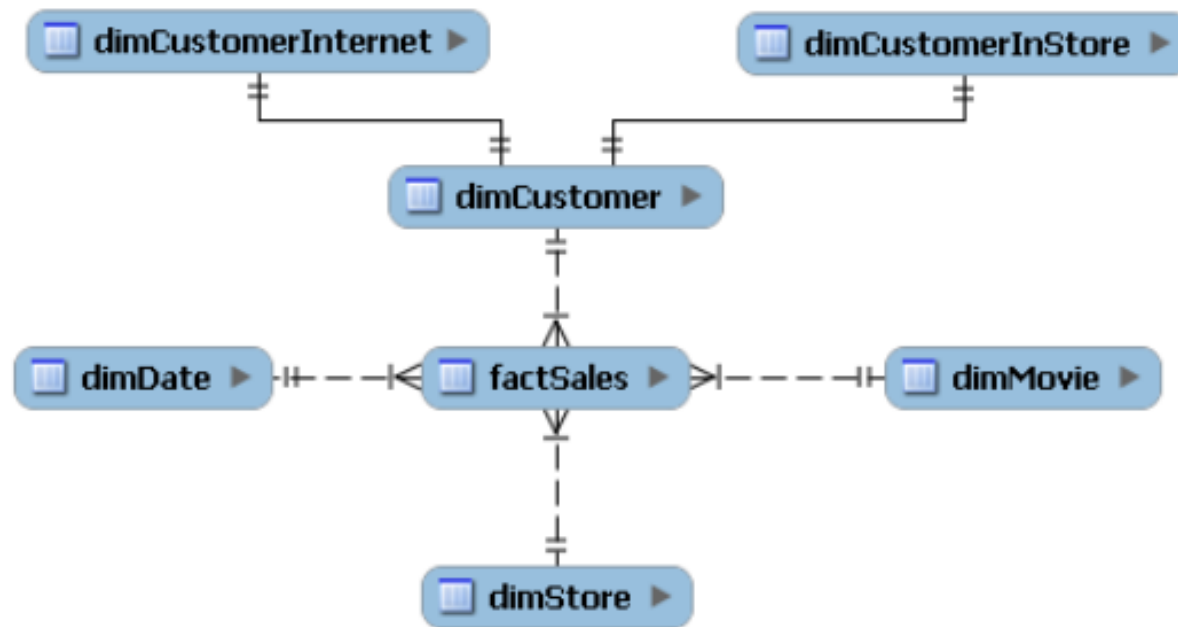 dimCustomerInternet
dimCustomerInStore
dimCustomer
dimDate
factSales
dimMovie
dimStore